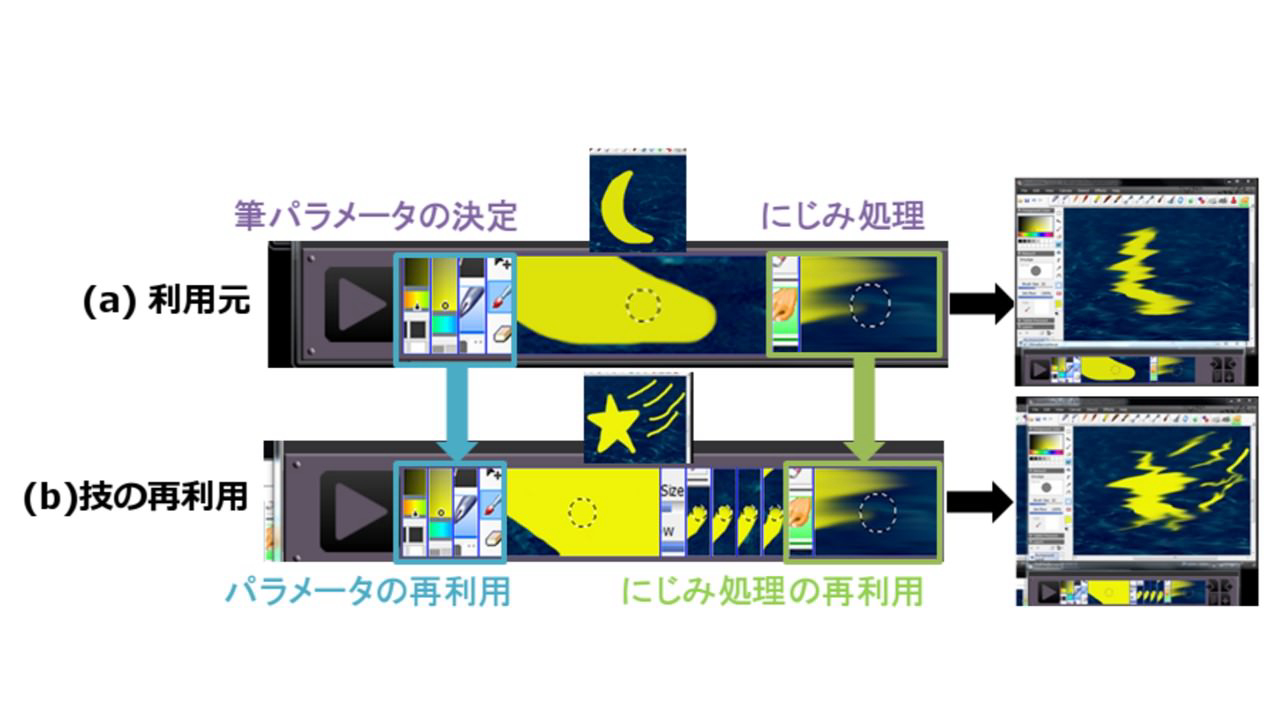 筆パラメータの決定
にじみ処理
(a) 利用元
(b)技の再利用
Size
W
パラメータの再利用
にじみ処理の再利用